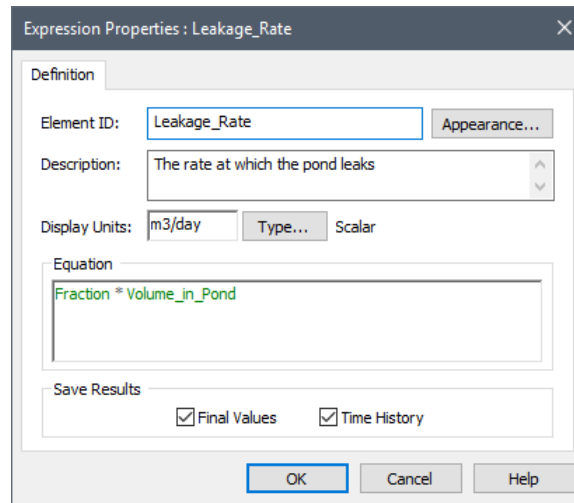 Expression Properties : Leakage_Rate
Definition
Element ID: Leakage_Rate Appearance...
Description: The rate at which the pond leaks
Display Units: m3/day Type... Scalar
Equation
Fraction * Volume_in_Pond
Save Results
Final Values Time History
OK Cancel Help